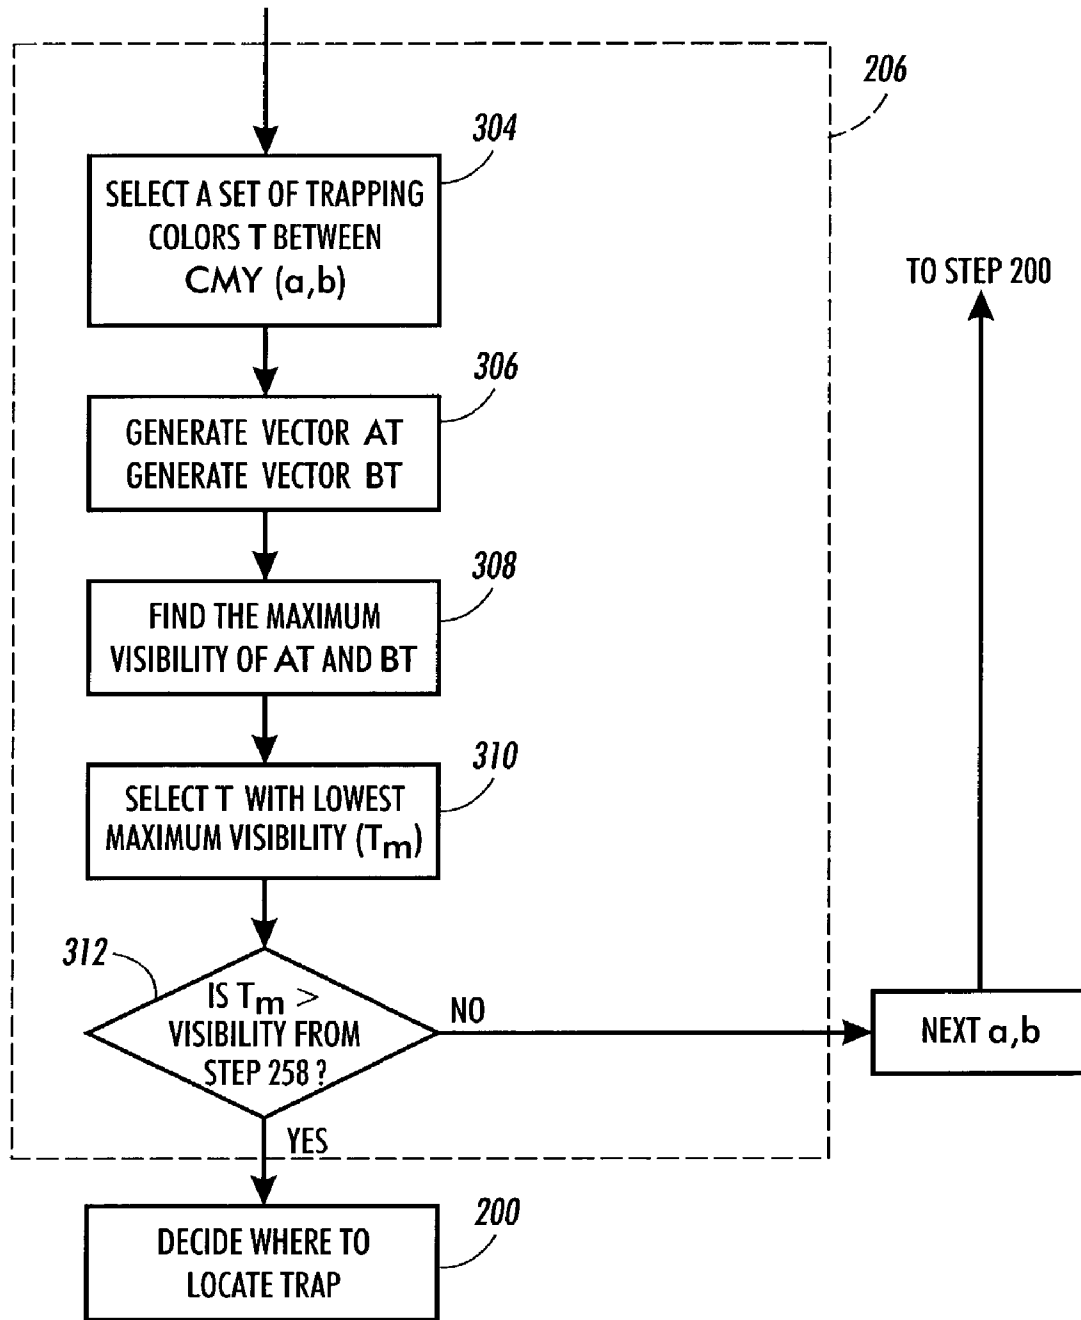 206
304
SELECT A SET OF TRAPPING
COLORS T BETWEEN
CMY (a,b)
TO STEP 200
306
GENERATE VECTOR AT
GENERATE VECTOR BT
308
FIND THE MAXIMUM
VISIBILITY OF AT AND BT
310
SELECT T WITH LOWEST
MAXIMUM VISIBILITY (Tm)
312
IS Tm >
VISIBILITY FROM
STEP 258 ?
NO
NEXT a,b
YES
200
DECIDE WHERE TO
LOCATE TRAP